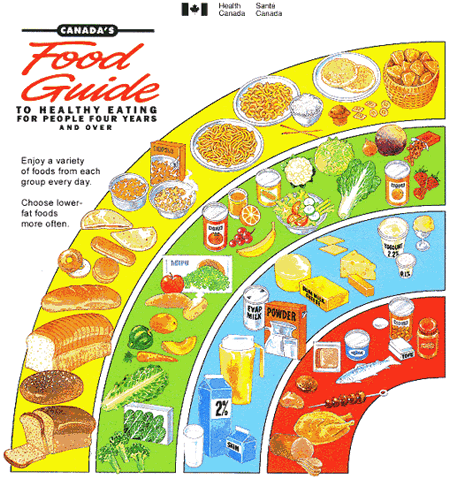 Health Canada
Santé Canada
CANADA'S
Food
Guide
TO HEALTHY EATING
FOR PEOPLE FOUR YEARS
AND OVER
Enjoy a variety
of foods from each
group every day.
Choose lower-
fat foods
more often.
YOGOURT
2.2%
EVAP.
MILK
POWDER
2%
SKIM
TOFU